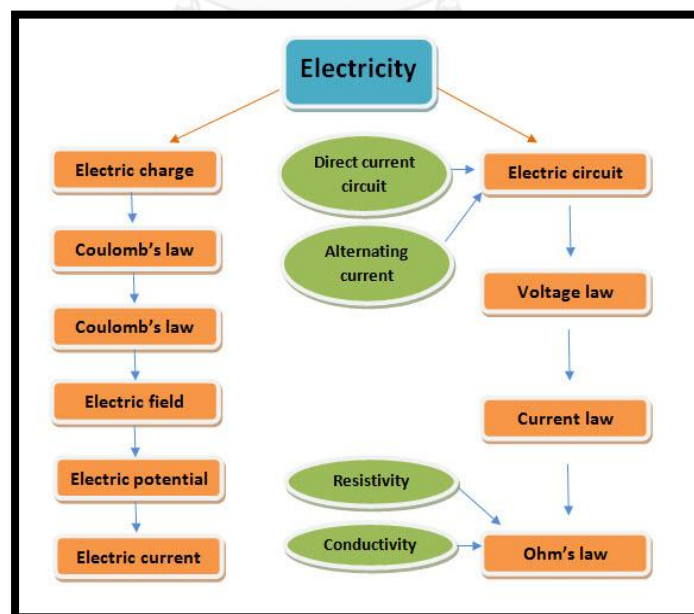 Electricity
Electric charge
Coulomb's law
Coulomb's law
Electric field
Electric potential
Electric current
Direct current
circuit
Alternating
current
Electric circuit
Voltage law
Current law
Resistivity
Conductivity
Ohm's law